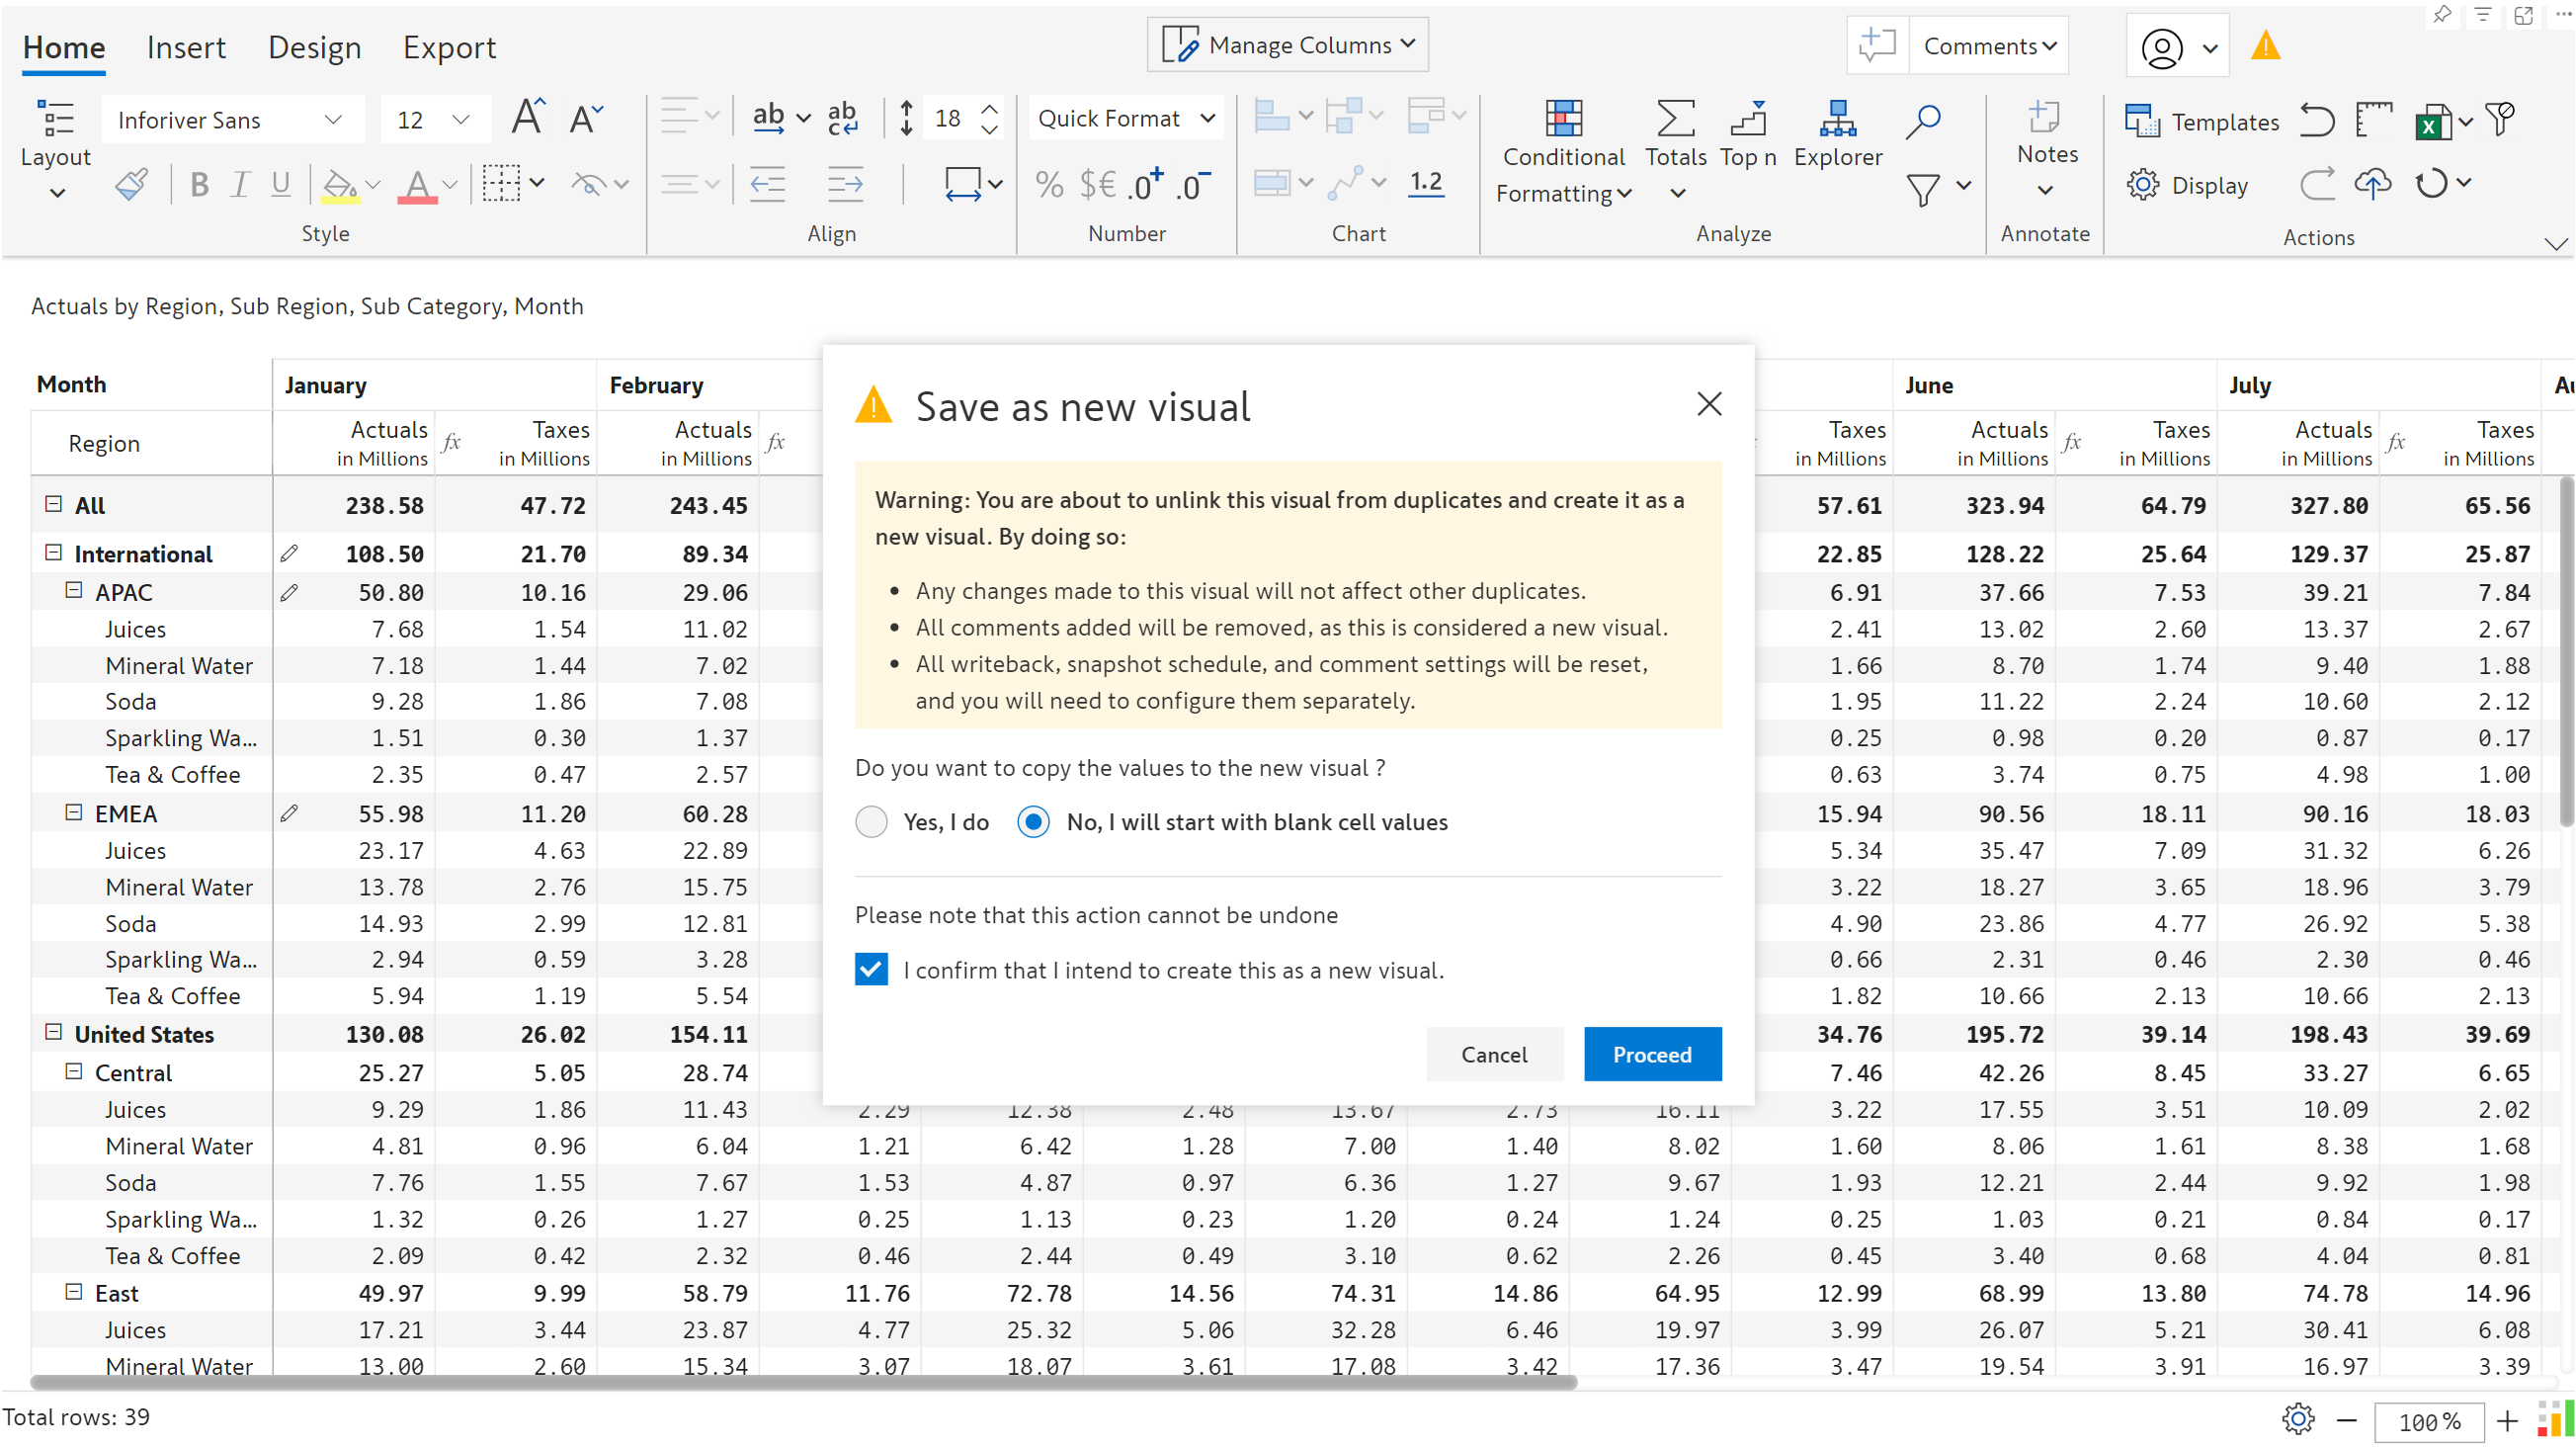 Home Insert Design Export Manage Columns Comments
Inforiver Sans 12 A A ab ab c 18 Quick Format Conditional Formatting Totals Top n Explorer Notes Templates
Layout B I U A % $€ .0 .0 1.2 Display
Style Align Number Chart Analyze Annotate Actions
Actuals by Region, Sub Region, Sub Category, Month
Month January February June July
Region Actuals in Millions fx Taxes in Millions Actuals in Millions fx Taxes in Millions Actuals in Millions fx Taxes in Millions Actuals in Millions fx Taxes in Millions
All 238.58 47.72 243.45 57.61 323.94 64.79 327.80 65.56
International 108.50 21.70 89.34 22.85 128.22 25.64 129.37 25.87
APAC 50.80 10.16 29.06 6.91 37.66 7.53 39.21 7.84
Juices 7.68 1.54 11.02 2.41 13.02 2.60 13.37 2.67
Mineral Water 7.18 1.44 7.02 1.66 8.70 1.74 9.40 1.88
Soda 9.28 1.86 7.08 1.95 11.22 2.24 10.60 2.12
Sparkling Wa... 1.51 0.30 1.37 0.25 0.98 0.20 0.87 0.17
Tea & Coffee 2.35 0.47 2.57 0.63 3.74 0.75 4.98 1.00
EMEA 55.98 11.20 60.28 15.94 90.56 18.11 90.16 18.03
Juices 23.17 4.63 22.89 5.34 35.47 7.09 31.32 6.26
Mineral Water 13.78 2.76 15.75 3.22 18.27 3.65 18.96 3.79
Soda 14.93 2.99 12.81 4.90 23.86 4.77 26.92 5.38
Sparkling Wa... 2.94 0.59 3.28 0.66 2.31 0.46 2.30 0.46
Tea & Coffee 5.94 1.19 5.54 1.82 10.66 2.13 10.66 2.13
United States 130.08 26.02 154.11 34.76 195.72 39.14 198.43 39.69
Central 25.27 5.05 28.74 7.46 42.26 8.45 33.27 6.65
Juices 9.29 1.86 11.43 2.29 12.38 2.48 13.67 2.73 16.11 3.22 17.55 3.51 10.09 2.02
Mineral Water 4.81 0.96 6.04 1.21 6.42 1.28 7.00 1.40 8.02 1.60 8.06 1.61 8.38 1.68
Soda 7.76 1.55 7.67 1.53 4.87 0.97 6.36 1.27 9.67 1.93 12.21 2.44 9.92 1.98
Sparkling Wa... 1.32 0.26 1.27 0.25 1.13 0.23 1.20 0.24 1.24 0.25 1.03 0.21 0.84 0.17
Tea & Coffee 2.09 0.42 2.32 0.46 2.44 0.49 3.10 0.62 2.26 0.45 3.40 0.68 4.04 0.81
East 49.97 9.99 58.79 11.76 72.78 14.56 74.31 14.86 64.95 12.99 68.99 13.80 74.78 14.96
Juices 17.21 3.44 23.87 4.77 25.32 5.06 32.28 6.46 19.97 3.99 26.07 5.21 30.41 6.08
Mineral Water 13.00 2.60 15.34 3.07 18.07 3.61 17.08 3.42 17.36 3.47 19.54 3.91 16.97 3.39
Save as new visual
Warning: You are about to unlink this visual from duplicates and create it as a
new visual. By doing so:
• Any changes made to this visual will not affect other duplicates.
• All comments added will be removed, as this is considered a new visual.
• All writeback, snapshot schedule, and comment settings will be reset,
and you will need to configure them separately.
Do you want to copy the values to the new visual ?
Yes, I do No, I will start with blank cell values
Please note that this action cannot be undone
I confirm that I intend to create this as a new visual.
Cancel Proceed
Total rows: 39 100 %